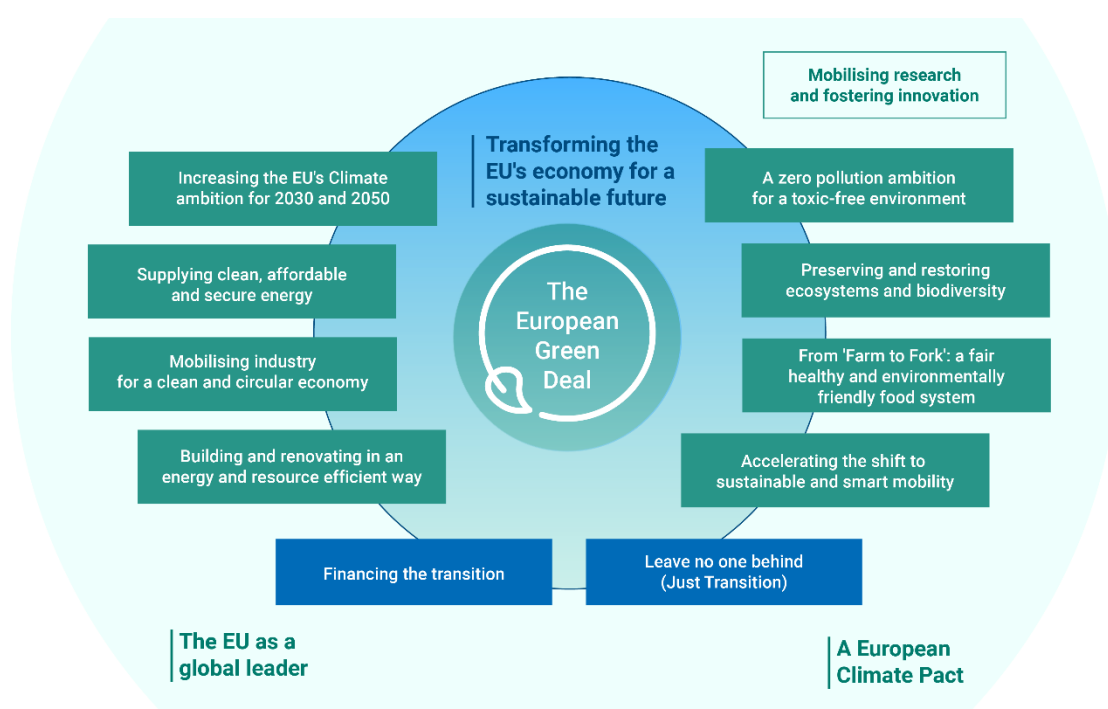 Mobilising research
and fostering innovation
Transforming the
EU's economy for a
sustainable future
Increasing the EU's Climate
ambition for 2030 and 2050
Supplying clean, affordable
and secure energy
Mobilising industry
for a clean and circular economy
Building and renovating in an
energy and resource efficient way
The
European
Green
Deal
A zero pollution ambition
for a toxic-free environment
Preserving and restoring
ecosystems and biodiversity
From 'Farm to Fork': a fair
healthy and environmentally
friendly food system
Accelerating the shift to
sustainable and smart mobility
Financing the transition
Leave no one behind
(Just Transition)
The EU as a
global leader
A European
Climate Pact